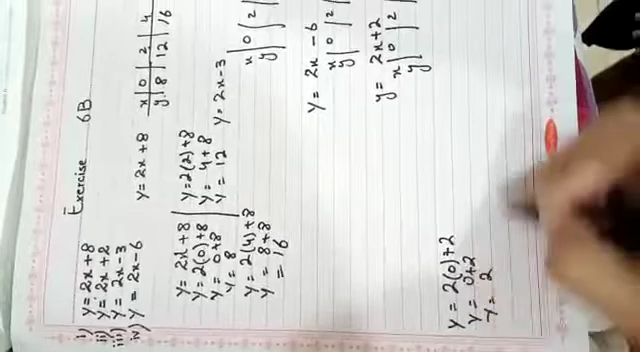 Exercise 6B
i) y = 2x + 8
ii) y = 2x + 2
iii) y = 2x - 3
iv) y = 2x - 6
y = 2x + 8
x | 0 | 2 | 4
y | 8 | 12 | 16
y = 2x + 8
y = 2(0) + 8
y = 0 + 8
y = 8
y = 2(2) + 8
y = 4 + 8
y = 12
y = 2(4) + 8
y = 8 + 8
= 16
y = 2x - 3
x | 0 | 2 |
y
y = 2x - 6
x | 0 | 2 |
y
y = 2x + 2
x | 0 | 2 |
y
y = 2(0) + 2
y = 0 + 2
y = 2